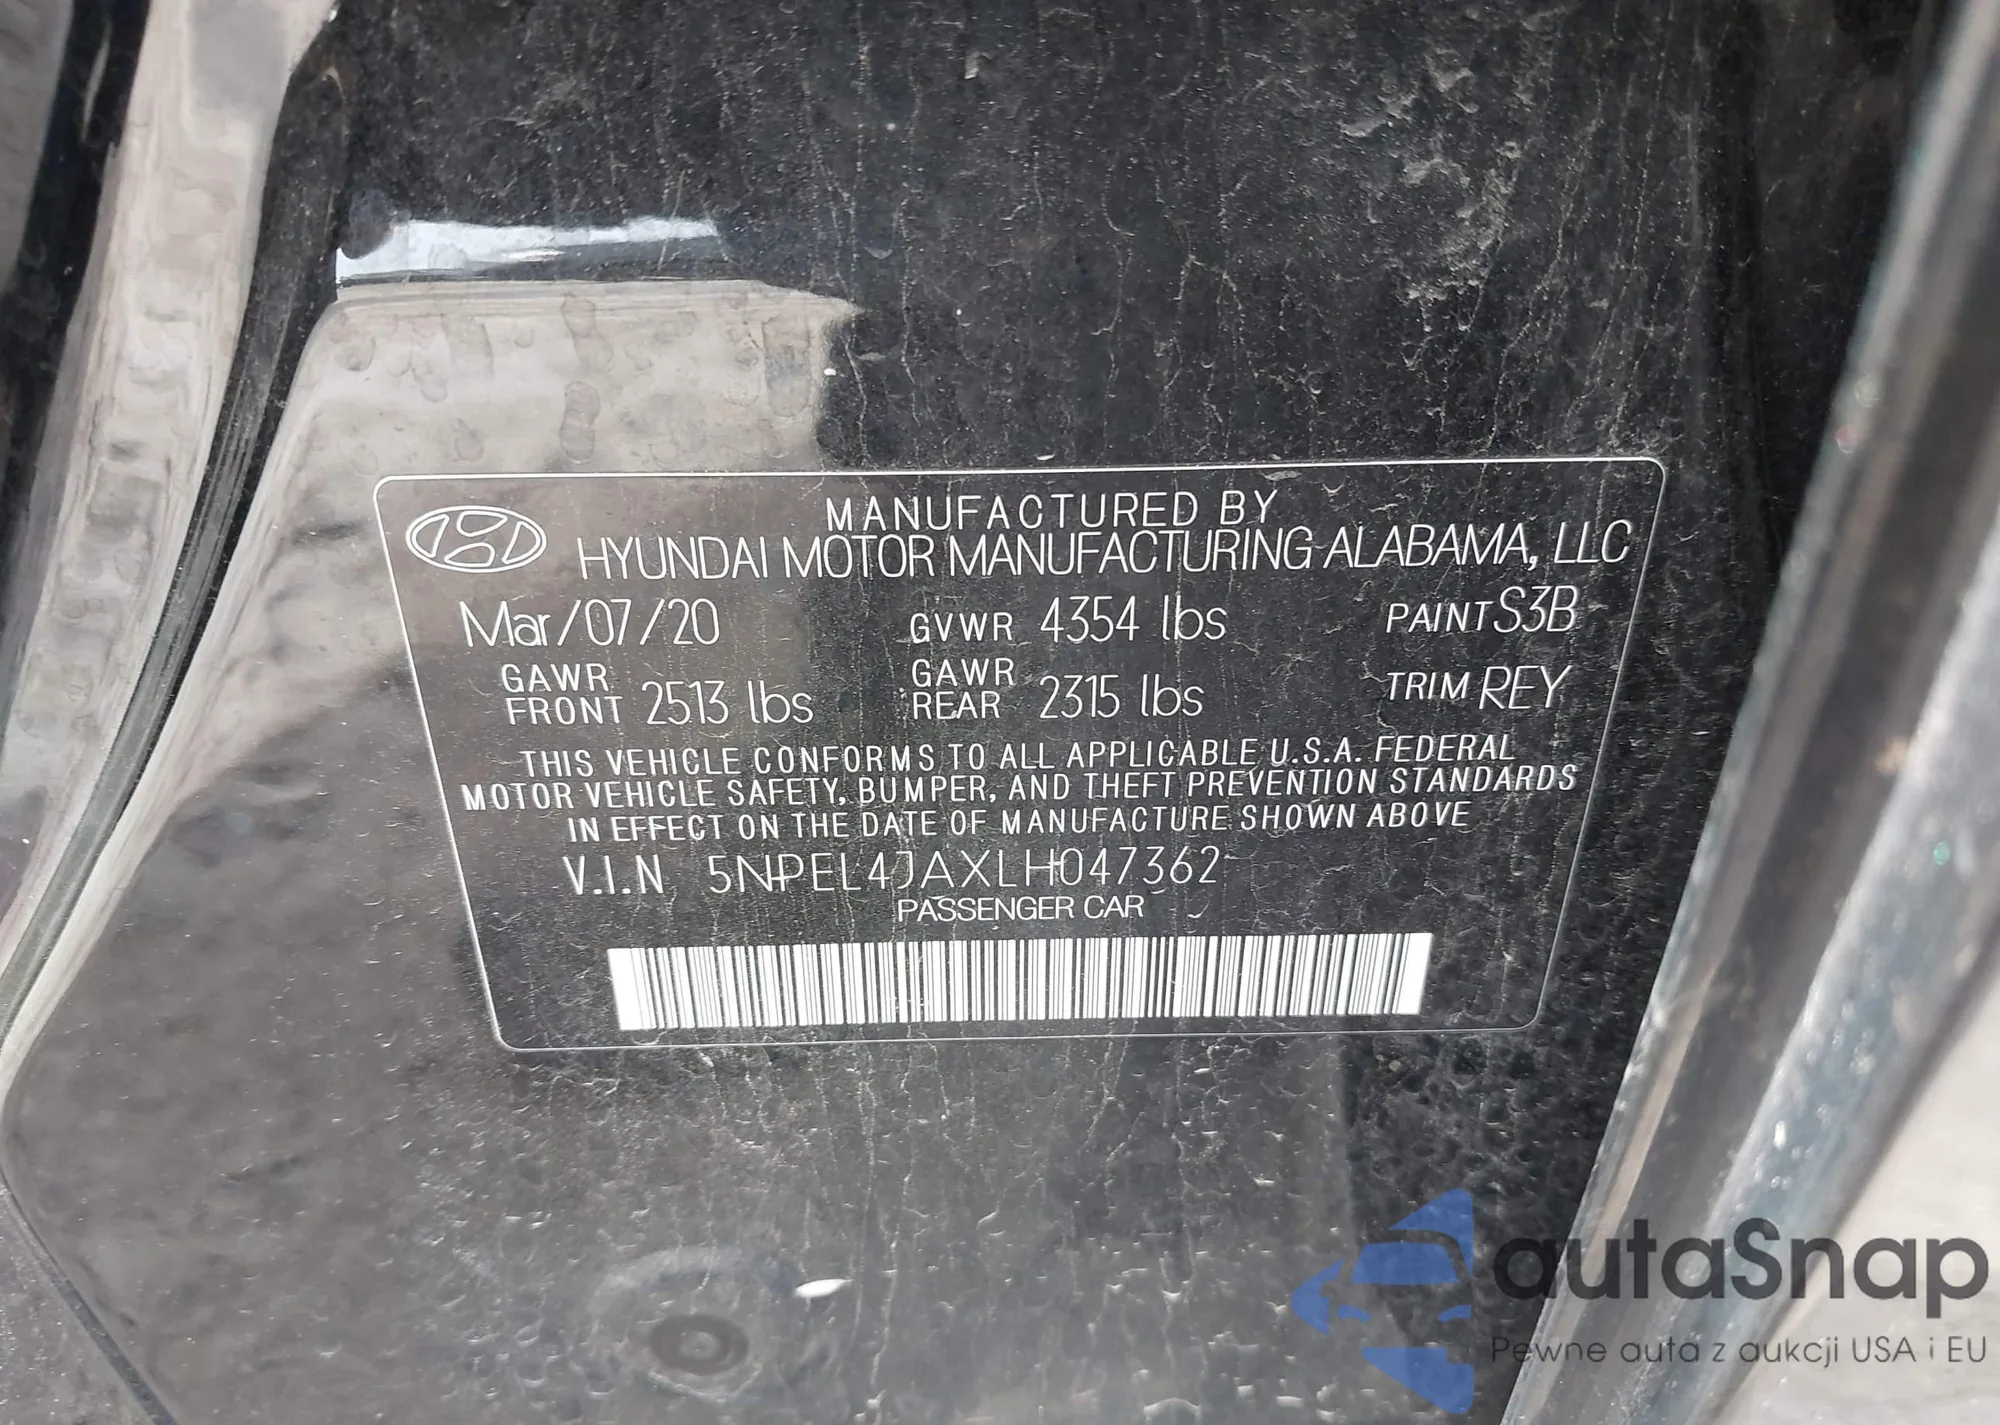 MANUFACTURED BY
HYUNDAI MOTOR MANUFACTURING ALABAMA, LLC
Mar/07/20 GVWR 4354 lbs PAINT S3B
GAWR FRONT 2513 lbs GAWR REAR 2315 lbs TRIM REY
THIS VEHICLE CONFORMS TO ALL APPLICABLE U.S.A. FEDERAL
MOTOR VEHICLE SAFETY, BUMPER, AND THEFT PREVENTION STANDARDS
IN EFFECT ON THE DATE OF MANUFACTURE SHOWN ABOVE
V.I.N 5NPEL4JAXLH047362
PASSENGER CAR
autaSnap
Pewne auta z aukcji USA i EU